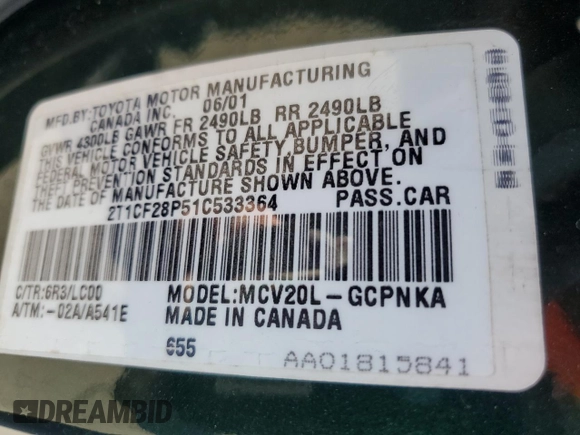 MFD.BY:TOYOTA MOTOR MANUFACTURING
CANADA INC. 06/01
GVWR 4300LB GAWR FR 2490LB RR 2490LB
THIS VEHICLE CONFORMS TO ALL APPLICABLE
FEDERAL MOTOR VEHICLE SAFETY,BUMPER, AND
THEFT PREVENTION STANDARDS IN EFFECT ON
THE DATE OF MANUFACTURE SHOWN ABOVE.
2T1CF28P51C533364 PASS.CAR
C/TR:6R3/LC00 MODEL:MCV20L-GCPNKA
A/TM:-02A/A541E MADE IN CANADA
655 AA01815841
DREAMBID